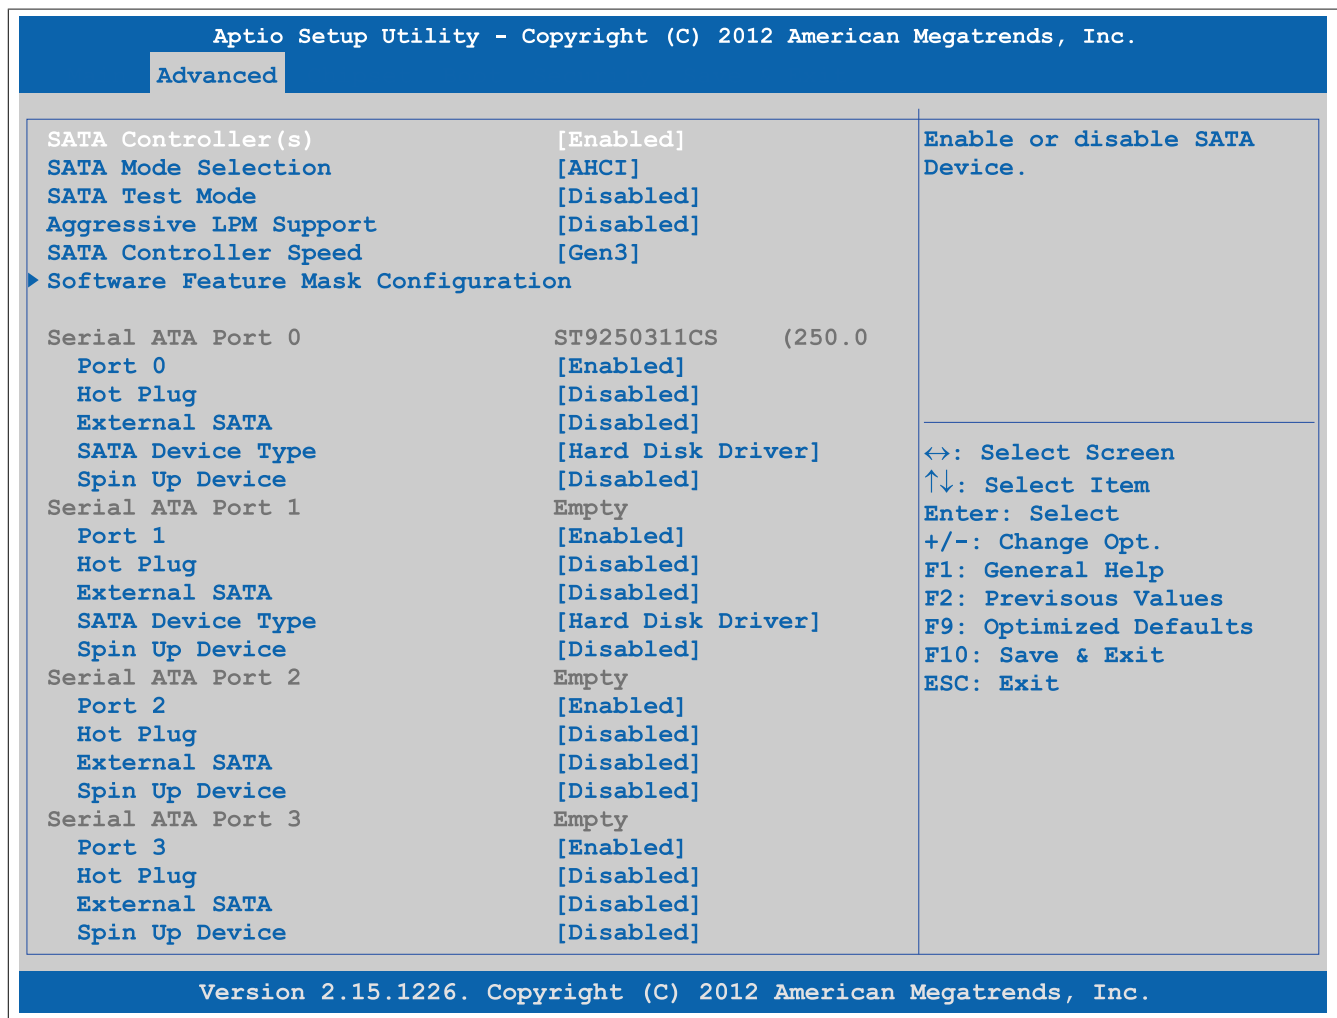 Aptio Setup Utility - Copyright (C) 2012 American Megatrends, Inc.
Advanced
SATA Controller(s) [Enabled]
SATA Mode Selection [AHCI]
SATA Test Mode [Disabled]
Aggressive LPM Support [Disabled]
SATA Controller Speed [Gen3]
Software Feature Mask Configuration
Serial ATA Port 0 ST9250311CS (250.0
Port 0 [Enabled]
Hot Plug [Disabled]
External SATA [Disabled]
SATA Device Type [Hard Disk Driver]
Spin Up Device [Disabled]
Serial ATA Port 1 Empty
Port 1 [Enabled]
Hot Plug [Disabled]
External SATA [Disabled]
SATA Device Type [Hard Disk Driver]
Spin Up Device [Disabled]
Serial ATA Port 2 Empty
Port 2 [Enabled]
Hot Plug [Disabled]
External SATA [Disabled]
Spin Up Device [Disabled]
Serial ATA Port 3 Empty
Port 3 [Enabled]
Hot Plug [Disabled]
External SATA [Disabled]
Spin Up Device [Disabled]
Enable or disable SATA
Device.
↔: Select Screen
↑↓: Select Item
Enter: Select
+/-: Change Opt.
F1: General Help
F2: Previsous Values
F9: Optimized Defaults
F10: Save & Exit
ESC: Exit
Version 2.15.1226. Copyright (C) 2012 American Megatrends, Inc.